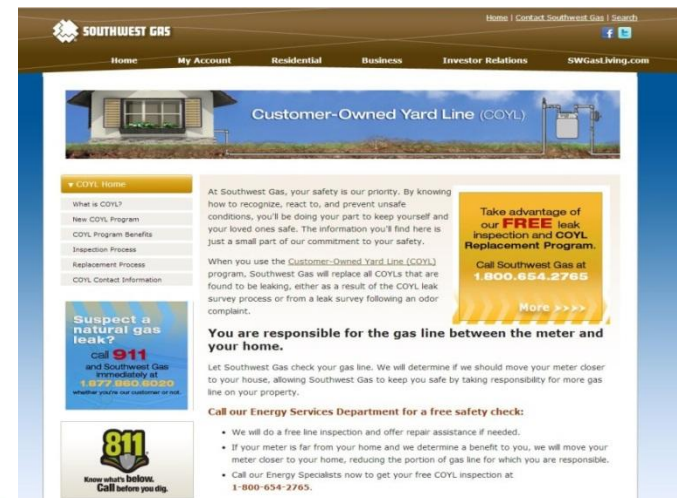 Home | Contact Southwest Gas | Search
SOUTHWEST GAS
Home My Account Residential Business Investor Relations SWGasLiving.com
Customer-Owned Yard Line (COYL)
COYL Home
What is COYL?
New COYL Program
COYL Program Benefits
Inspection Process
Replacement Process
COYL Contact Information
Suspect a
natural gas
leak?
call 911
and Southwest Gas
immediately at
1.877.860.6020
whether you're our customer or not.
811
Know what's below.
Call before you dig.
At Southwest Gas, your safety is our priority. By knowing
how to recognize, react to, and prevent unsafe
conditions, you'll be doing your part to keep yourself and
your loved ones safe. The information you'll find here is
just a small part of our commitment to your safety.
When you use the Customer-Owned Yard Line (COYL)
program, Southwest Gas will replace all COYLs that are
found to be leaking, either as a result of the COYL leak
survey process or from a leak survey following an odor
complaint.
Take advantage
of our FREE leak
inspection and COYL
Replacement Program.
Call Southwest Gas at
1.800.654.2765
More >>>>
You are responsible for the gas line between the meter and
your home.
Let Southwest Gas check your gas line. We will determine if we should move your meter closer
to your house, allowing Southwest Gas to keep you safe by taking responsibility for more gas
line on your property.
Call our Energy Services Department for a free safety check:
• We will do a free line inspection and offer repair assistance if needed.
• If your meter is far from your home and we determine a benefit to you, we will move your
meter closer to your home, reducing the portion of gas line for which you are responsible.
• Call our Energy Specialists now to get your free COYL inspection at
1-800-654-2765.